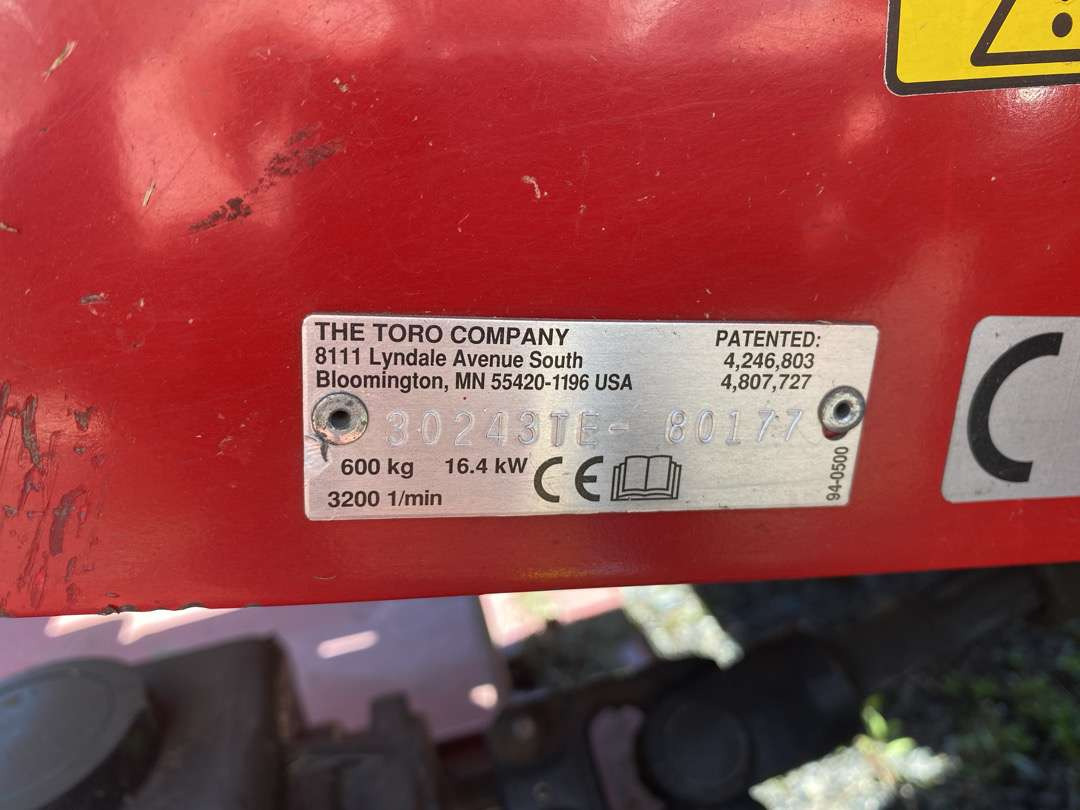 THE TORO COMPANY
8111 Lyndale Avenue South
Bloomington, MN 55420-1196 USA
PATENTED:
4,246,803
4,807,727
30243TE- 80177
600 kg 16.4 kW
3200 1/min
CE
94-0500
C